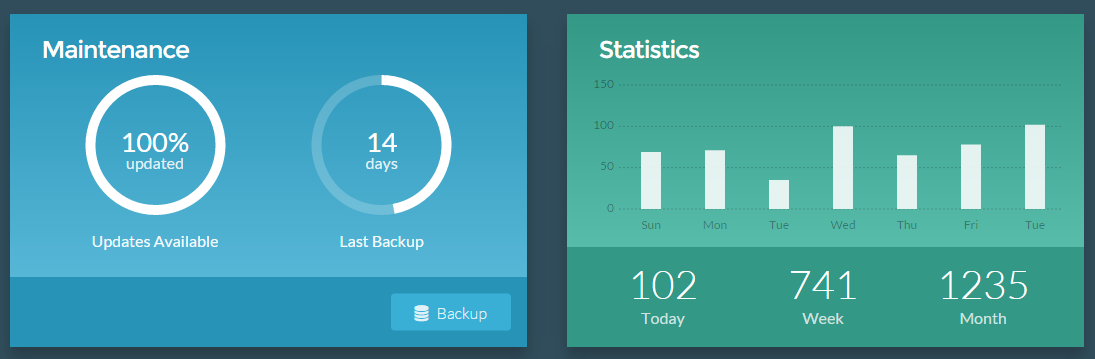 Maintenance
100%
updated
Updates Available
14
days
Last Backup
Backup
Statistics
150
100
50
0
Sun Mon Tue Wed Thu Fri Tue
102 741 1235
Today Week Month